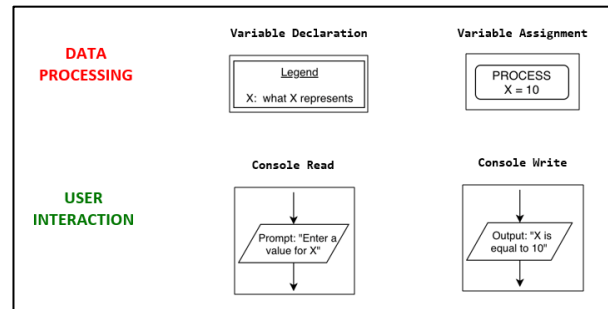 Variable Declaration
Variable Assignment
DATA
PROCESSING
Legend
X: what X represents
PROCESS
X = 10
Console Read
Console Write
USER
INTERACTION
Prompt: "Enter a
value for X"
Output: "X is
equal to 10"